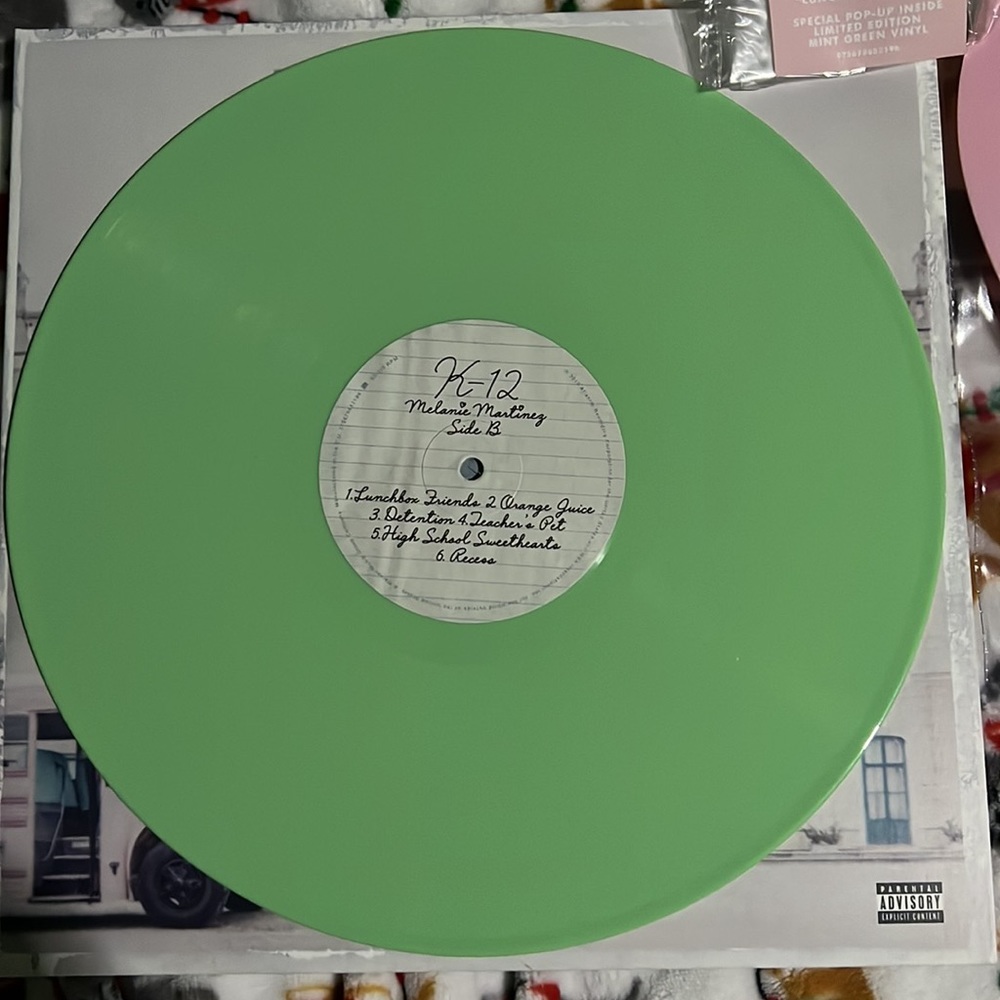 SPECIAL POP-UP INSIDE
LIMITED EDITION
MINT GREEN VINYL
K-12
Melanie Martinez
Side B
1.Lunchbox Friends 2 Orange Juice
3. Detention 4.Teacher's Pet
5.High School Sweethearts
6. Recess
PARENTAL
ADVISORY
EXPLICIT CONTENT